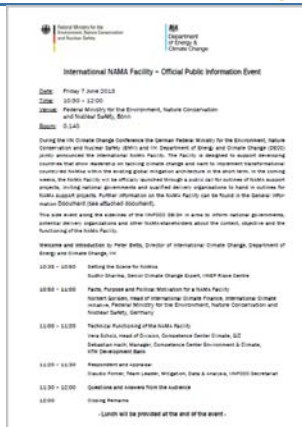 Federal Ministry for the
Environment, Nature Conservation
and Nuclear Safety
Department
of Energy &
Climate Change
International NAMA Facility – Official Public Information Event
Date: Friday 7 June 2013
Time: 10:30 – 12:00
Venue: Federal Ministry for the Environment, Nature Conservation
and Nuclear Safety, Bonn
Room: 0.140
During the UN Climate Change Conference the German Federal Ministry for the Environment, Nature
Conservation and Nuclear Safety (BMU) and UK Department of Energy and Climate Change (DECC)
jointly announced the international NAMA Facility. The Facility is designed to support developing
countries that show leadership on tackling climate change and want to implement transformational
country-led NAMAs within the existing global mitigation architecture in the short term. In the coming
weeks, the NAMA Facility will be officially launched through a public call for outlines of NAMA support
projects, inviting national governments and qualified delivery organisations to hand in outlines for
NAMA support projects. Further information on the NAMA Facility can be found in the General Infor-
mation Document (see attached document).
This side event along the sidelines of the UNFCCC aims to inform national governments,
potential delivery organizations and other NAMA-stakeholders about the context, objective and the
functioning of the NAMA Facility.
Welcome and introduction by Peter Betts, Director of International Climate Change, Department of
Energy and Climate Change, UK
10:35 – 10:50 Setting the Scene for NAMAs
Sudhir Sharma, Senior Climate Change Expert, UNEP Risoe Centre
10:50 – 11:00 Facts, Purpose and Political Motivation for a NAMA Facility
Norbert Gorißen, Head of International Climate Finance, International Climate
Initiative, Federal Ministry for the Environment, Nature Conservation and
Nuclear Safety, Germany
11:00 – 11:20 Technical Functioning of the NAMA Facility
Vera Scholz, Head of Division, Competence Center Climate, GIZ
Sebastian , Manager, Competence Center Environment & Climate,
KfW Development Bank
11:20 – 11:30 Respondent and Appraisal
Claudio Forner, Team Leader, Mitigation, Data & Analysis, UNFCCC Secretariat
11:30 – 12:00 Questions and Answers from the Audience
12:00 Closing Remarks
- Lunch will be provided at the end of the event -